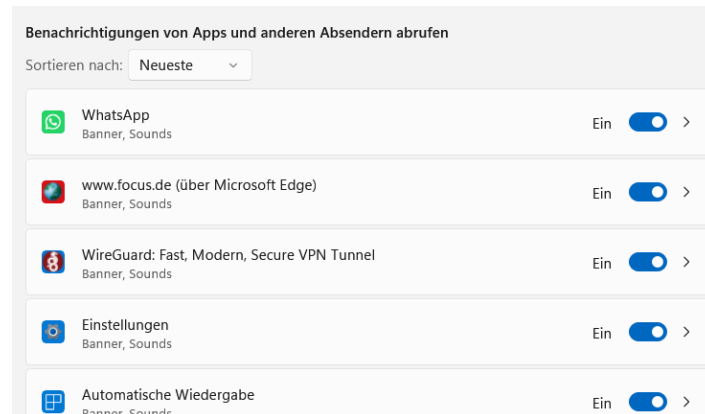 Benachrichtigungen von Apps und anderen Absendern abrufen
Sortieren nach: Neueste
WhatsApp
Banner, Sounds
Ein
www.focus.de (über Microsoft Edge)
Banner, Sounds
Ein
WireGuard: Fast, Modern, Secure VPN Tunnel
Banner, Sounds
Ein
Einstellungen
Banner, Sounds
Ein
Automatische Wiedergabe
Banner, Sounds
Ein